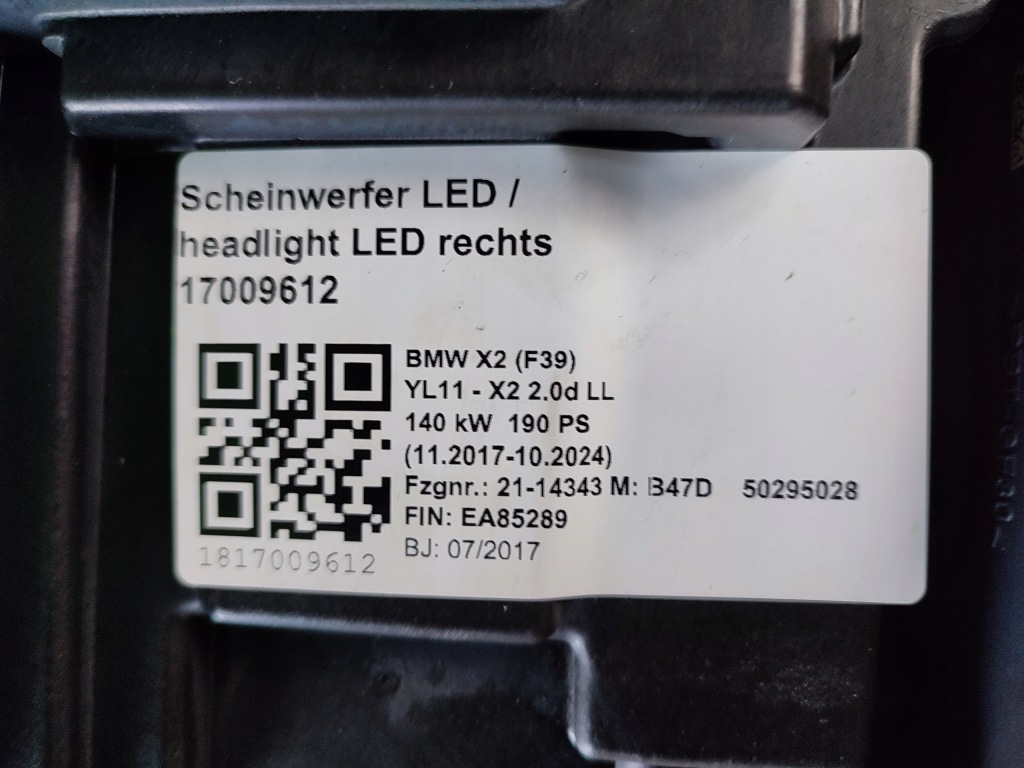 Scheinwerfer LED /
headlight LED rechts
17009612
BMW X2 (F39)
YL11 - X2 2.0d LL
140 kW 190 PS
(11.2017-10.2024)
Fzgnr.: 21-14343 M: B47D 50295028
FIN: EA85289
BJ: 07/2017
1817009612